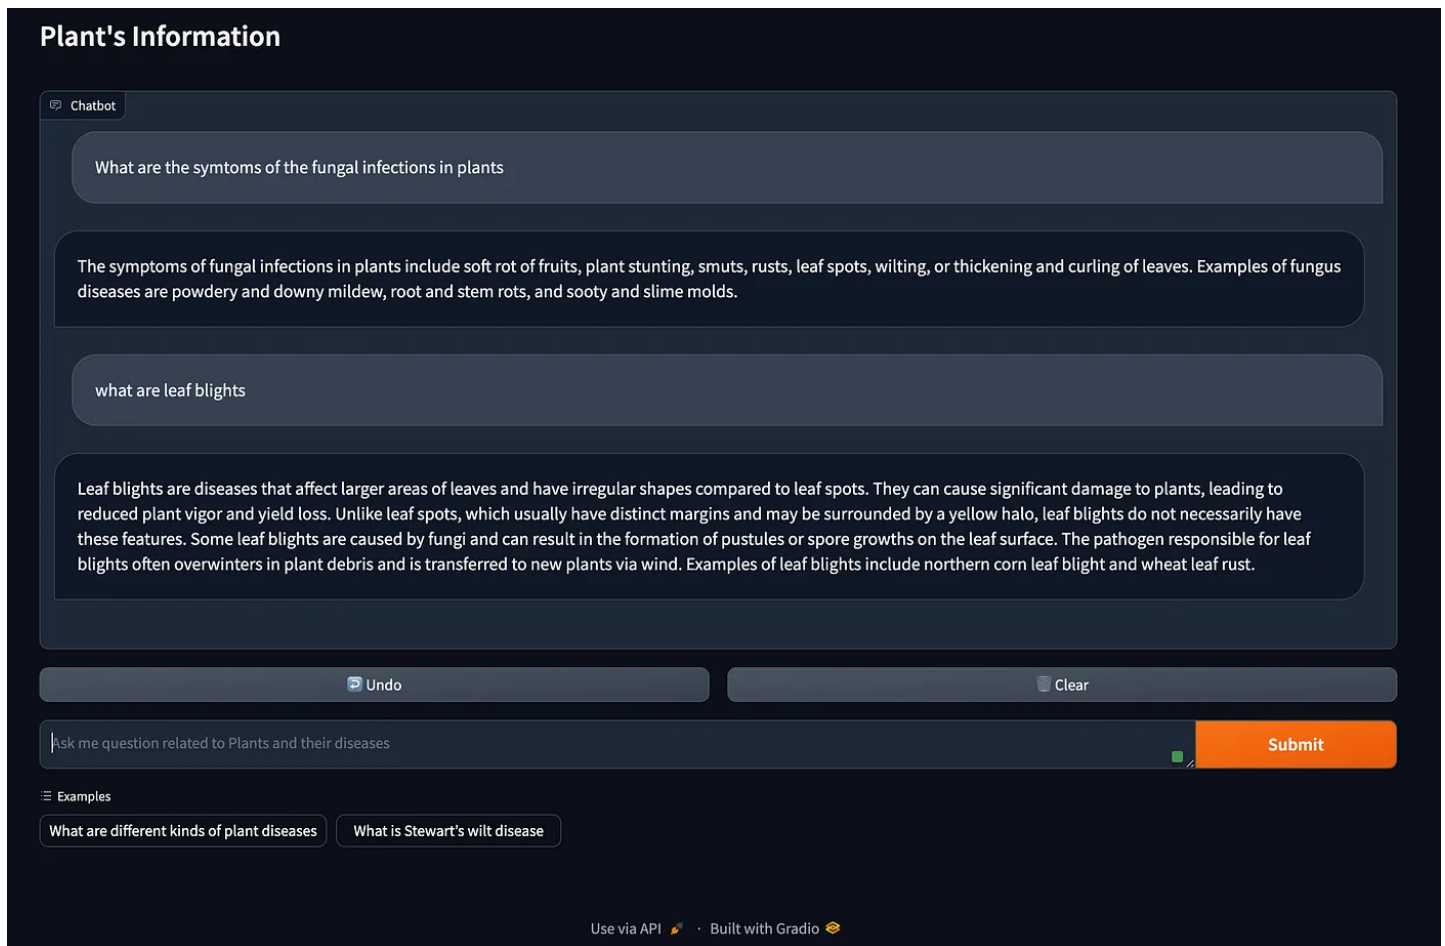 Plant's Information
Chatbot
What are the symtoms of the fungal infections in plants
The symptoms of fungal infections in plants include soft rot of fruits, plant stunting, smuts, rusts, leaf spots, wilting, or thickening and curling of leaves. Examples of fungus
diseases are powdery and downy mildew, root and stem rots, and sooty and slime molds.
what are leaf blights
Leaf blights are diseases that affect larger areas of leaves and have irregular shapes compared to leaf spots. They can cause significant damage to plants, leading to
reduced plant vigor and yield loss. Unlike leaf spots, which usually have distinct margins and may be surrounded by a yellow halo, leaf blights do not necessarily have
these features. Some leaf blights are caused by fungi and can result in the formation of pustules or spore growths on the leaf surface. The pathogen responsible for leaf
blights often overwinters in plant debris and is transferred to new plants via wind. Examples of leaf blights include northern corn leaf blight and wheat leaf rust.
Undo
Clear
Ask me question related to Plants and their diseases
Submit
Examples
What are different kinds of plant diseases
What is Stewart's wilt disease
Use via API · Built with Gradio